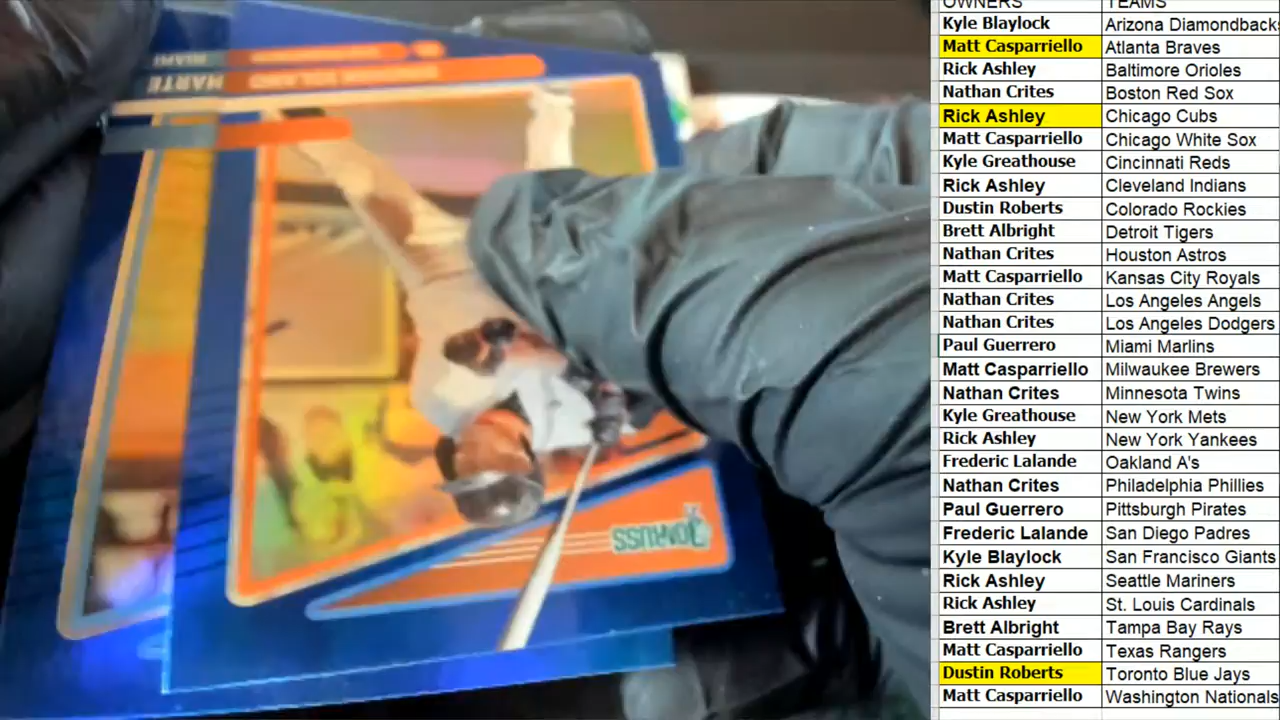 OWNERS TEAMS
Kyle Blaylock Arizona Diamondbacks
Matt Casparriello Atlanta Braves
Rick Ashley Baltimore Orioles
Nathan Crites Boston Red Sox
Rick Ashley Chicago Cubs
Matt Casparriello Chicago White Sox
Kyle Greathouse Cincinnati Reds
Rick Ashley Cleveland Indians
Dustin Roberts Colorado Rockies
Brett Albright Detroit Tigers
Nathan Crites Houston Astros
Matt Casparriello Kansas City Royals
Nathan Crites Los Angeles Angels
Nathan Crites Los Angeles Dodgers
Paul Guerrero Miami Marlins
Matt Casparriello Milwaukee Brewers
Nathan Crites Minnesota Twins
Kyle Greathouse New York Mets
Rick Ashley New York Yankees
Frederic Lalande Oakland A's
Nathan Crites Philadelphia Phillies
Paul Guerrero Pittsburgh Pirates
Frederic Lalande San Diego Padres
Kyle Blaylock San Francisco Giants
Rick Ashley Seattle Mariners
Rick Ashley St. Louis Cardinals
Brett Albright Tampa Bay Rays
Matt Casparriello Texas Rangers
Dustin Roberts Toronto Blue Jays
Matt Casparriello Washington Nationals
MARTE
MIAMI
DONRUSS